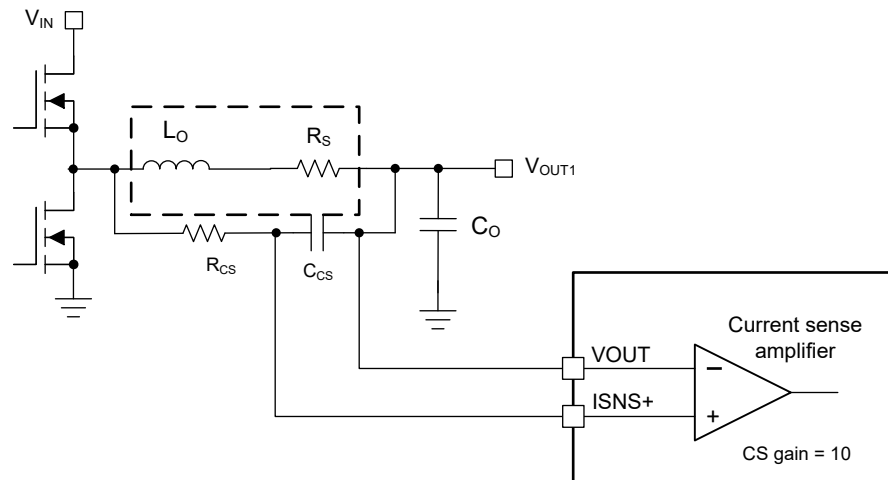 VIN
LO
RS
VOUT1
RCS
CCS
CO
Current sense
amplifier
VOUT
−
ISNS+
+
CS gain = 10